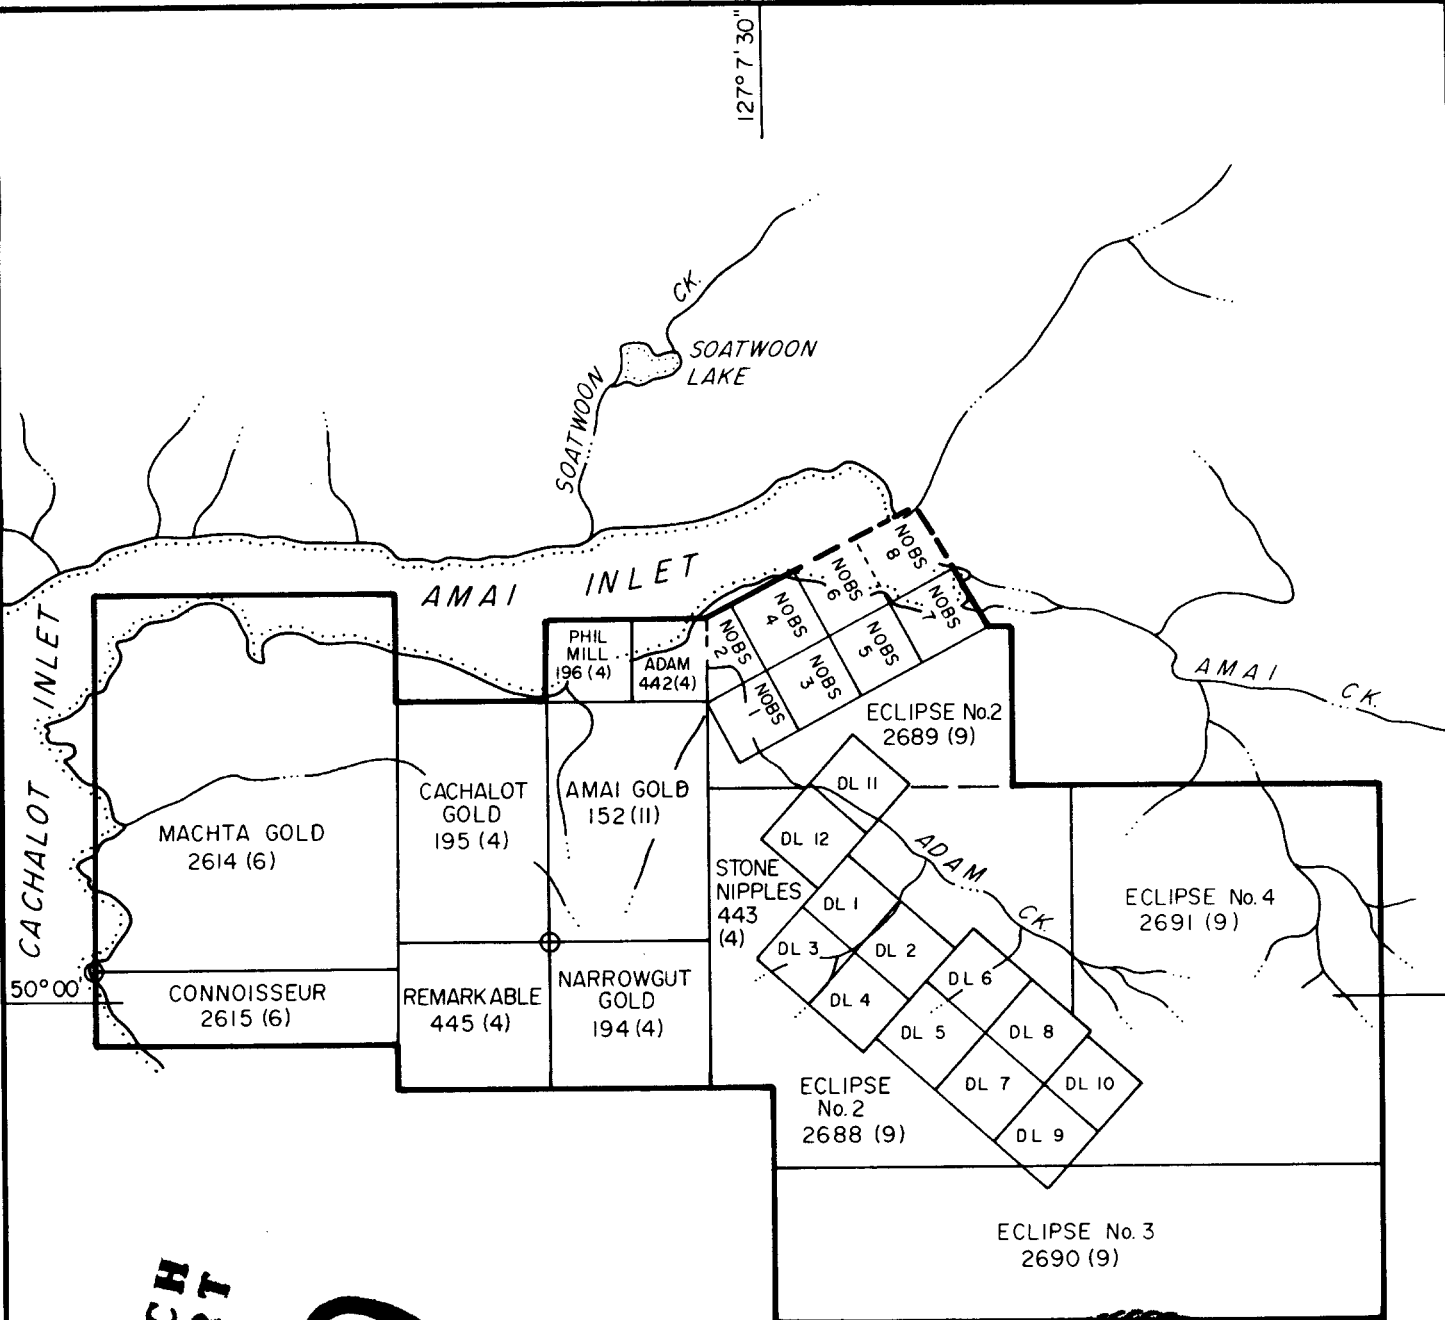 127° 7' 30"
CK.
SOATWOON
LAKE
SOATWOON
AMAI INLET
CACHALOT INLET
NOBS
8
NOBS
6
NOBS
7
NOBS
4
NOBS
5
NOBS
2
NOBS
3
NOBS
1
PHIL
MILL
196 (4)
ADAM
442(4)
AMAI CK.
ECLIPSE No.2
2689 (9)
DL 11
DL 12
CACHALOT
GOLD
195 (4)
AMAI GOLD
152 (11)
MACHTA GOLD
2614 (6)
ADAM CK.
STONE
NIPPLES
443
(4)
DL 1
DL 3
DL 2
DL 4
DL 6
DL 5
DL 8
DL 7
DL 10
DL 9
ECLIPSE No. 4
2691 (9)
50° 00'
CONNOISSEUR
2615 (6)
REMARKABLE
445 (4)
NARROWGUT
GOLD
194 (4)
ECLIPSE
No.2
2688 (9)
ECLIPSE No. 3
2690 (9)